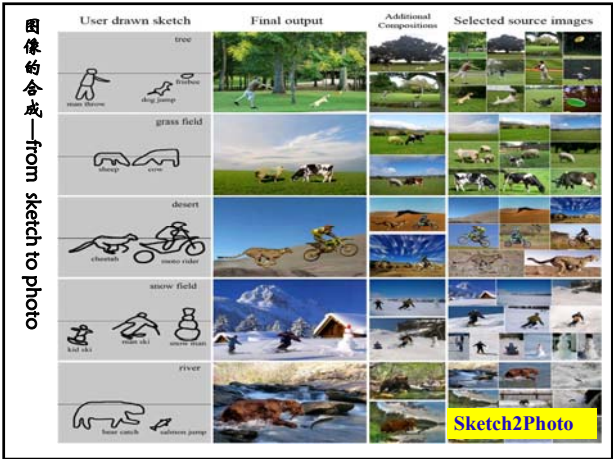 图像的合成—from sketch to photo
User drawn sketch
Final output
Additional
Compositions
Selected source images
tree
frisbee
man throw
dog jump
grass field
sheep
cow
desert
cheetah
moto rider
snow field
kid ski
man ski
snow man
river
bear catch
salmon jump
Sketch2Photo